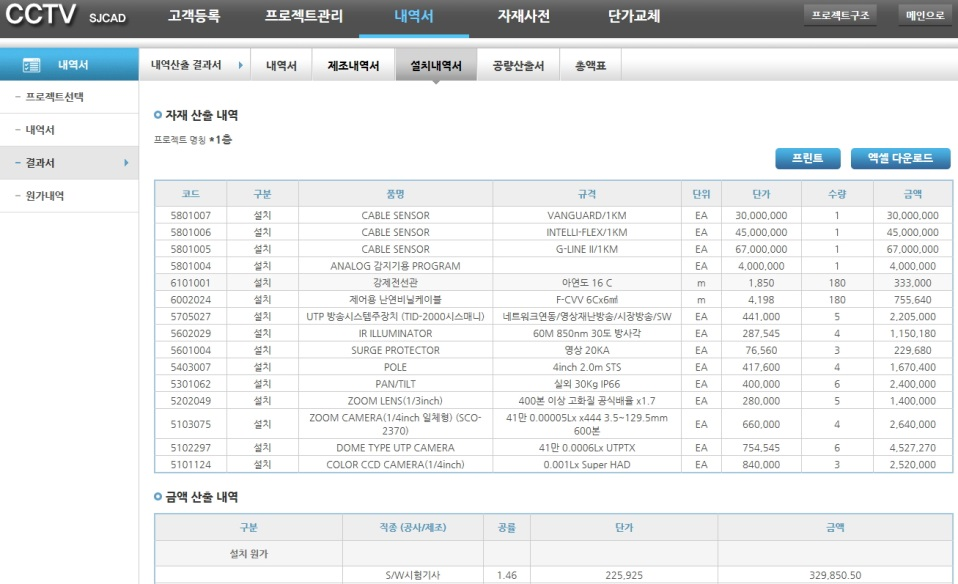 CCTV SJCAD 고객등록 프로젝트관리 내역서 자재사전 단가교체 프로젝트구조 메인으로
내역서 내역산출 결과서 내역서 제조내역서 설치내역서 공량산출서 총액표
- 프로젝트선택
- 내역서
- 결과서
- 원가내역
자재 산출 내역
프로젝트 명칭 *1층
프린트 엑셀 다운로드
코드 구분 품명 규격 단위 단가 수량 금액
5801007 설치 CABLE SENSOR VANGUARD/1KM EA 30,000,000 1 30,000,000
5801006 설치 CABLE SENSOR INTELLI-FLEX/1KM EA 45,000,000 1 45,000,000
5801005 설치 CABLE SENSOR G-LINE II/1KM EA 67,000,000 1 67,000,000
5801004 설치 ANALOG 감지기용 PROGRAM EA 4,000,000 1 4,000,000
6101001 설치 강제전선관 아연도 16 C m 1,850 180 333,000
6002024 설치 제어용 난연비닐케이블 F-CVV 6Cx6㎟ m 4,198 180 755,640
5705027 설치 UTP 방송시스템주장치 (TID-2000시스매니) 네트워크연동/영상재난방송/시장방송/SW EA 441,000 5 2,205,000
5602029 설치 IR ILLUMINATOR 60M 850nm 30도 방사각 EA 287,545 4 1,150,180
5601004 설치 SURGE PROTECTOR 영상 20KA EA 76,560 3 229,680
5403007 설치 POLE 4inch 2.0m STS EA 417,600 4 1,670,400
5301062 설치 PAN/TILT 실외 30Kg IP66 EA 400,000 6 2,400,000
5202049 설치 ZOOM LENS(1/3inch) 400본 이상 고화질 공식배율 x1.7 EA 280,000 5 1,400,000
5103075 설치 ZOOM CAMERA(1/4inch 일체형) (SCO-2370) 41만 0.00005Lx x444 3.5~129.5mm 600본 EA 660,000 4 2,640,000
5102297 설치 DOME TYPE UTP CAMERA 41만 0.0006Lx UTPTX EA 754,545 6 4,527,270
5101124 설치 COLOR CCD CAMERA(1/4inch) 0.001Lx Super HAD EA 840,000 3 2,520,000
금액 산출 내역
구분 직종 (공사/제조) 공률 단가 금액
설치 원가
S/W시험기사 1.46 225,925 329,850.50